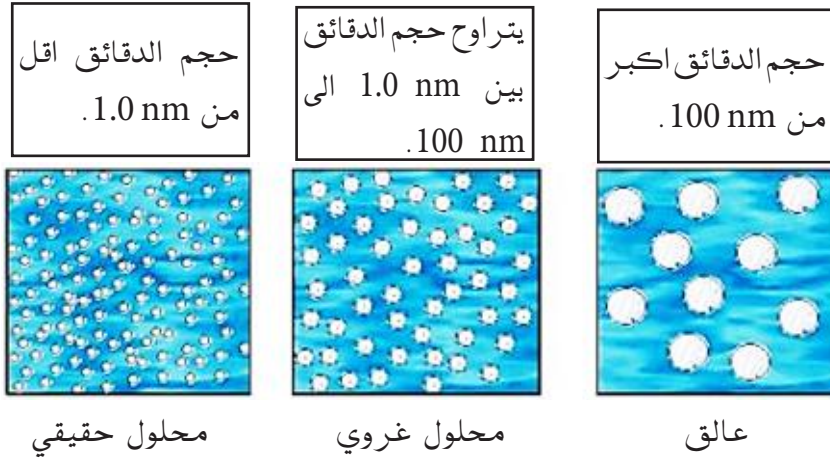 حجم الدقائق اكبر
من 100 nm .
يتراوح حجم الدقائق
بين 1.0 nm الى
100 nm.
حجم الدقائق اقل
من 1.0 nm .
عالق
محلول غروي
محلول حقيقي